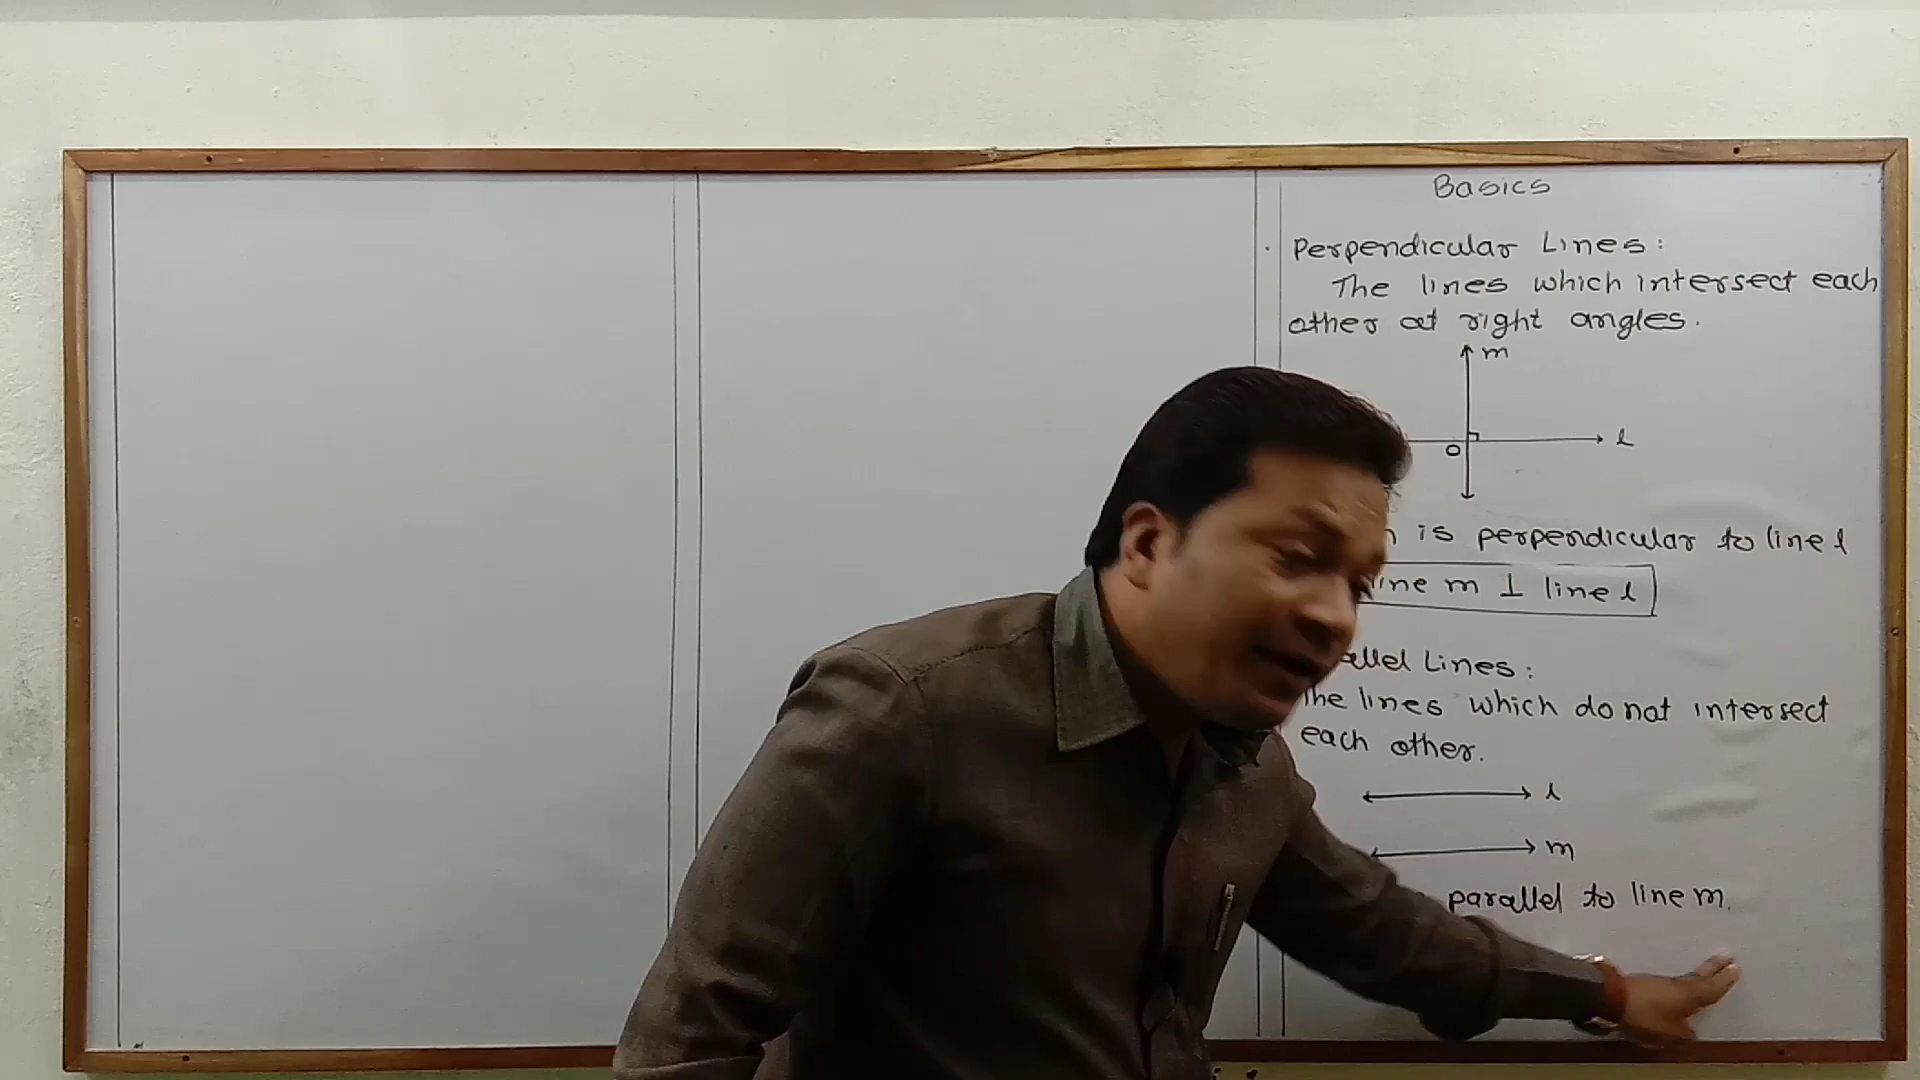 Basics
. Perpendicular Lines:
The lines which intersect each
other at right angles.
m
l
O
is perpendicular to line l
line m ⊥ line l
Lines:
The lines which do not intersect
each other.
l
m
parallel to line m.